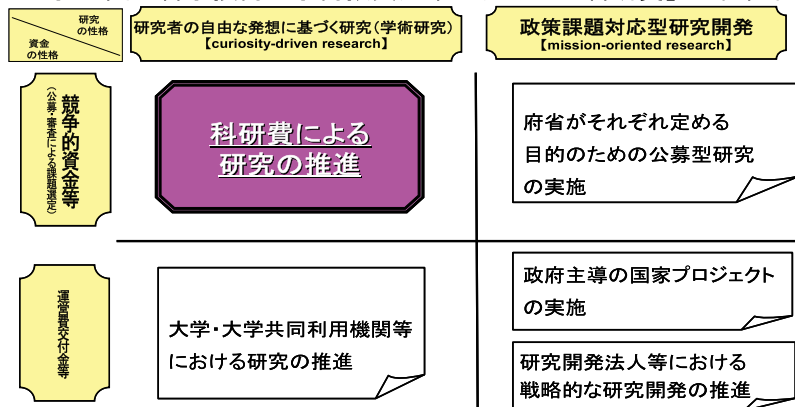 研究
の性格
資金
の性格
研究者の自由な発想に基づく研究(学術研究)
【curiosity-driven research】
政策課題対応型研究開発
【mission-oriented research】
競争的資金等
(公募・審査による課題選定)
科研費による
研究の推進
府省がそれぞれ定める
目的のための公募型研究
の実施
運営費交付金等
大学・大学共同利用機関等
における研究の推進
政府主導の国家プロジェクト
の実施
研究開発法人等における
戦略的な研究開発の推進